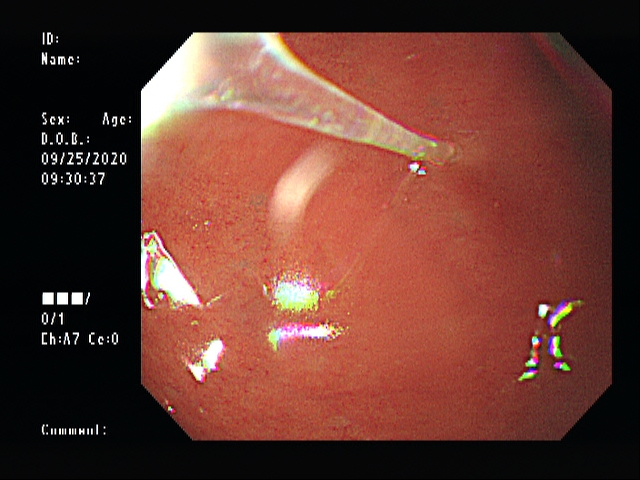 ID:
Name:
Sex: Age:
D.O.B.:
09/25/2020
09:30:37
■■■/
0/1
Eh:A7 Ce:0
Comment: